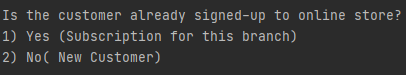 Is the customer already signed-up to online store?
1) Yes (Subscription for this branch)
2) No( New Customer)